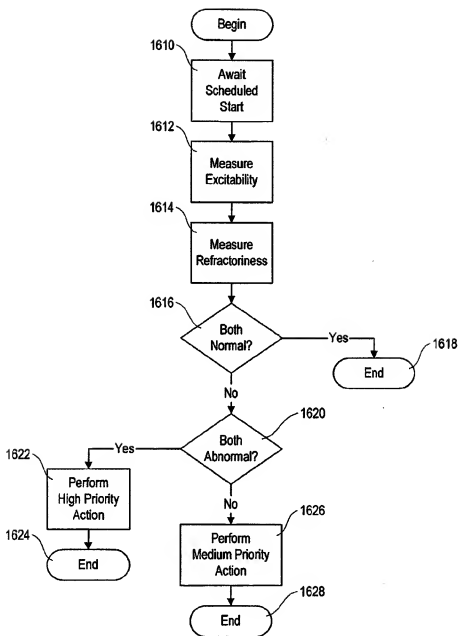 Begin
1610
Await
Scheduled
Start
1612
Measure
Excitability
1614
Measure
Refractoriness
1616
Both
Normal?
Yes
1618
End
No
1620
Both
Abnormal?
Yes
1622
Perform
High Priority
Action
No
1626
Perform
Medium Priority
Action
1624
End
1628
End